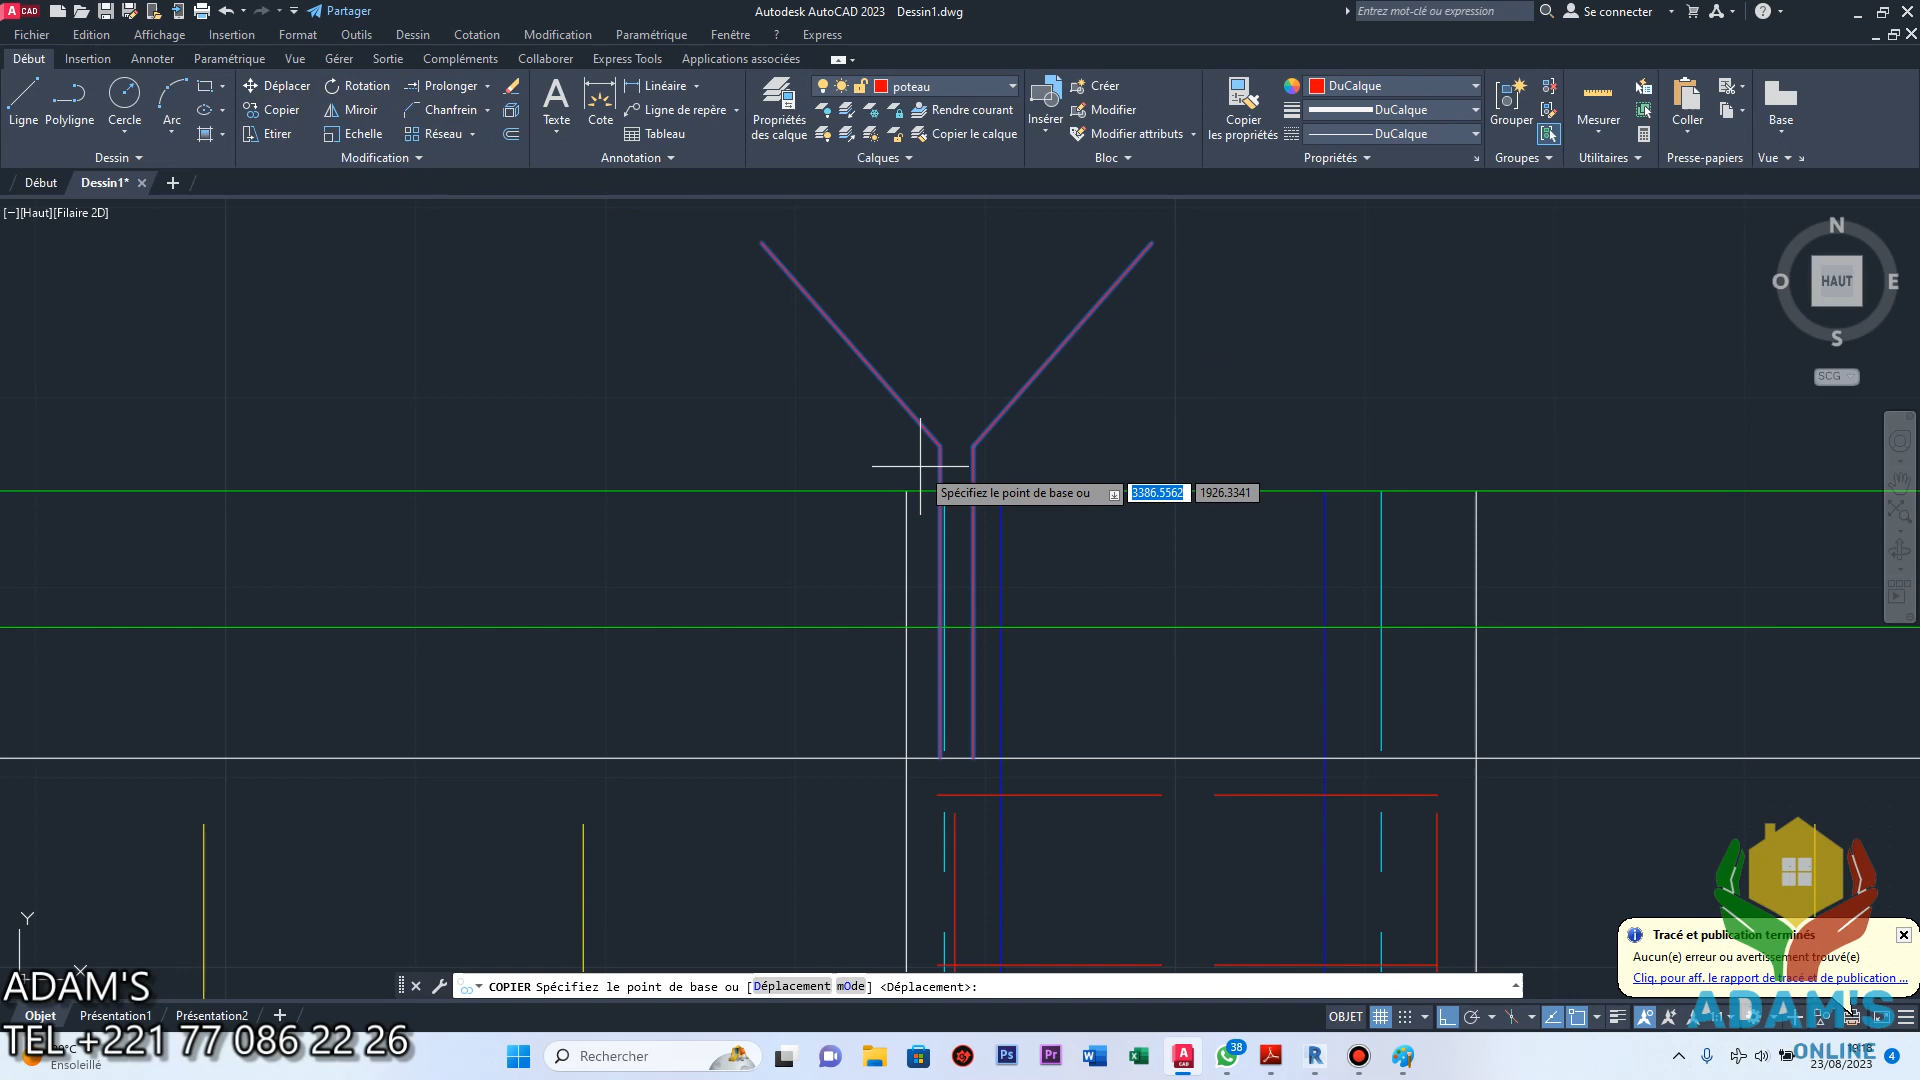 A CAD Partager Autodesk AutoCAD 2023 Dessin1.dwg Entrez mot-clé ou expression Se connecter
Fichier Edition Affichage Insertion Format Outils Dessin Cotation Modification Paramétrique Fenêtre ? Express
Début Insertion Annoter Paramétrique Vue Gérer Sortie Compléments Collaborer Express Tools Applications associées
Déplacer Rotation Prolonger Linéaire poteau Créer DuCalque
Copier Miroir Chanfrein Ligne de repère Rendre courant Modifier DuCalque
Ligne Polyligne Cercle Arc Texte Cote Propriétés de calque Insérer Copier les propriétés Grouper Mesurer Coller Base
Etirer Echelle Réseau Tableau Copier le calque Modifier attributs DuCalque
Dessin Modification Annotation Calques Bloc Propriétés Groupes Utilitaires Presse-papiers Vue
Début Dessin1*
[−][Haut][Filaire 2D]
N
O HAUT E
S
SCG
Spécifiez le point de base ou 3386.5562 1926.3341
Y
X
Tracé et publication terminés
Aucun(e) erreur ou avertissement trouvé(e)
Cliq. pour aff. le rapport de tracé et de publication ...
COPIER Spécifiez le point de base ou [Déplacement mOde] <Déplacement>:
ADAM'S
TEL +221 77 086 22 26
Objet Présentation1 Présentation2
OBJET
ADAM'S
ONLINE
Ensoleillé
Rechercher
Ps Pr 38
A CAD
R
23/08/2023
4